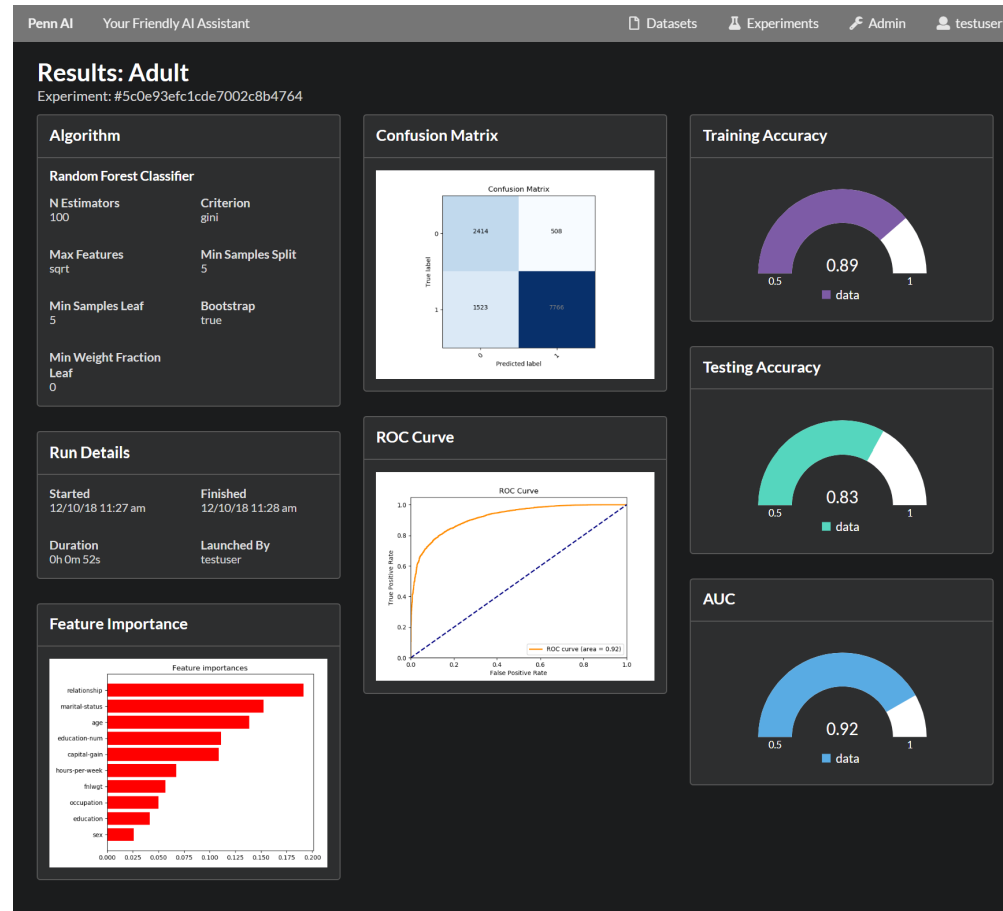 Penn AI Your Friendly AI Assistant Datasets Experiments Admin testuser
Results: Adult
Experiment: #5c0e93efc1cde7002c8b4764
Algorithm
Random Forest Classifier
N Estimators Criterion
100 gini
Max Features Min Samples Split
sqrt 5
Min Samples Leaf Bootstrap
5 true
Min Weight Fraction
Leaf
0
Run Details
Started Finished
12/10/18 11:27 am 12/10/18 11:28 am
Duration Launched By
0h 0m 52s testuser
Feature Importance
Feature importances
relationship
marital-status
age
education-num
capital-gain
hours-per-week
fnlwgt
occupation
education
sex
0.000 0.025 0.050 0.075 0.100 0.125 0.150 0.175 0.200
Confusion Matrix
Confusion Matrix
True label
0 2414 508
1 1523 7766
0 1
Predicted label
ROC Curve
ROC Curve
True Positive Rate
1.0
0.8
0.6
0.4
0.2
0.0
ROC curve (area = 0.92)
0.0 0.2 0.4 0.6 0.8 1.0
False Positive Rate
Training Accuracy
0.89
0.5 1
data
Testing Accuracy
0.83
0.5 1
data
AUC
0.92
0.5 1
data